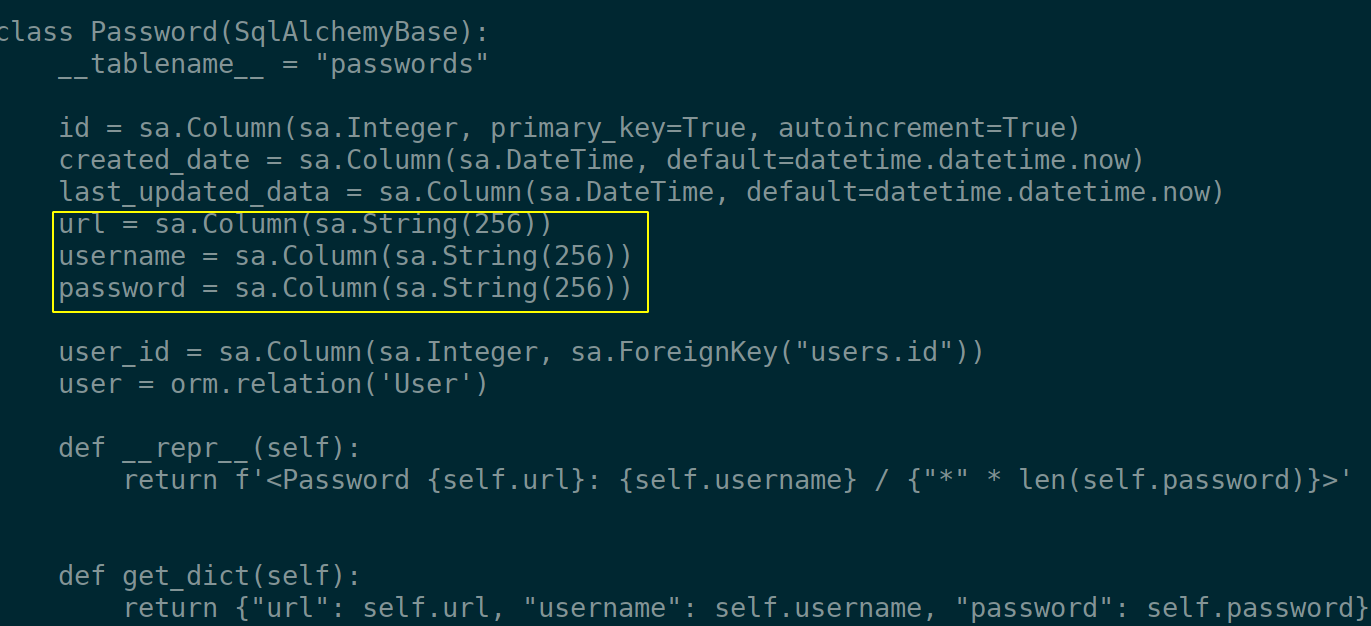 class Password(SqlAlchemyBase):
    __tablename__ = "passwords"
    id = sa.Column(sa.Integer, primary_key=True, autoincrement=True)
    created_date = sa.Column(sa.DateTime, default=datetime.datetime.now)
    last_updated_data = sa.Column(sa.DateTime, default=datetime.datetime.now)
    url = sa.Column(sa.String(256))
    username = sa.Column(sa.String(256))
    password = sa.Column(sa.String(256))
    user_id = sa.Column(sa.Integer, sa.ForeignKey("users.id"))
    user = orm.relation('User')
    def __repr__(self):
        return f'<Password {self.url}: {self.username} / {"*" * len(self.password)}>'
    def get_dict(self):
        return {"url": self.url, "username": self.username, "password": self.password}